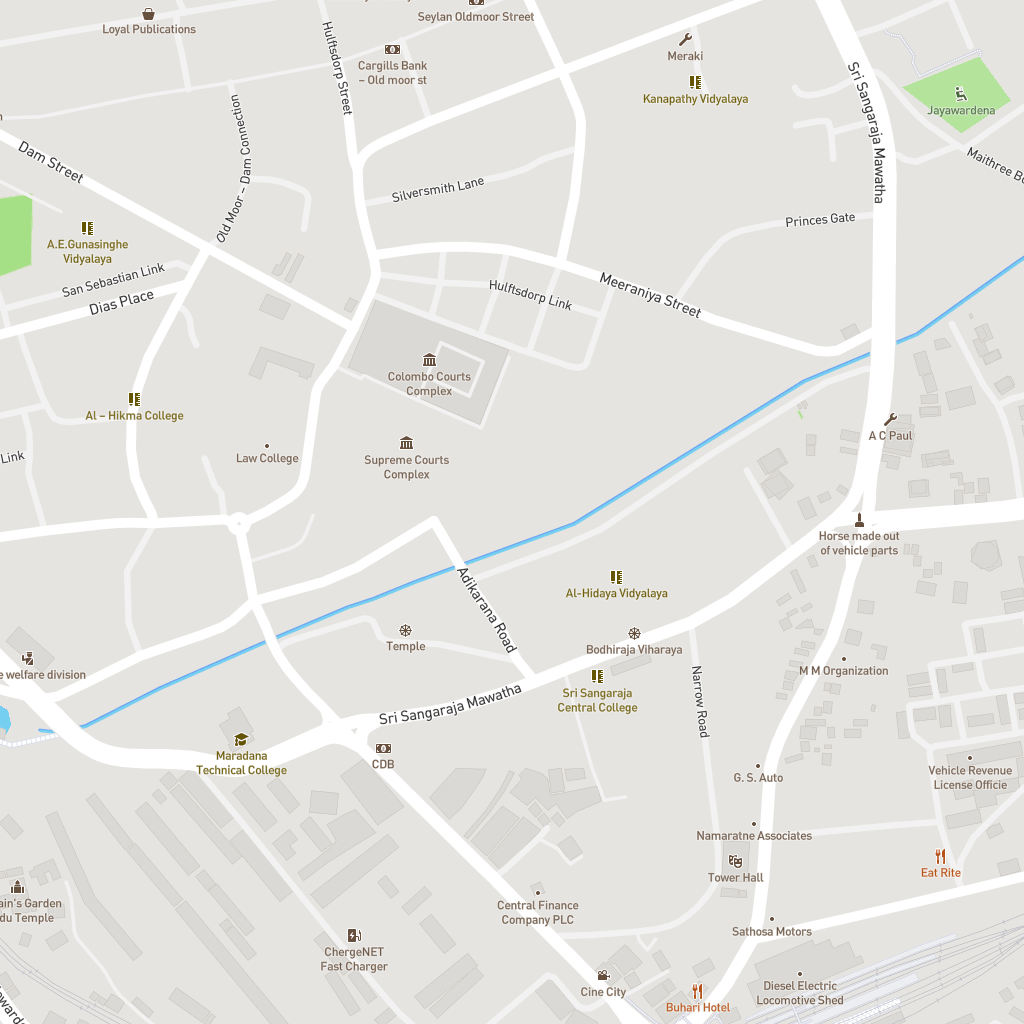 Seylan Oldmoor Street
Loyal Publications
Hulftsdorp Street
Cargills Bank
– Old moor st
Meraki
Kanapathy Vidyalaya
Sri Sangaraja Mawatha
Jayawardena
Maithree Bo
Dam Street
Old Moor – Dam Connection
Silversmith Lane
Princes Gate
A.E.Gunasinghe
Vidyalaya
San Sebastian Link
Dias Place
Hulftsdorp Link
Meeraniya Street
Colombo Courts
Complex
Al – Hikma College
A C Paul
Link
Law College
Supreme Courts
Complex
Horse made out
of vehicle parts
Adikarana Road
Al-Hidaya Vidyalaya
Temple
Bodhiraja Viharaya
e welfare division
M M Organization
Narrow Road
Sri Sangaraja
Central College
Sri Sangaraja Mawatha
Maradana
Technical College
CDB
G. S. Auto
Vehicle Revenue
License Officie
Namaratne Associates
Eat Rite
Tower Hall
ain's Garden
du Temple
Central Finance
Company PLC
Sathosa Motors
ChergeNET
Fast Charger
Cine City
Diesel Electric
Locomotive Shed
Buhari Hotel